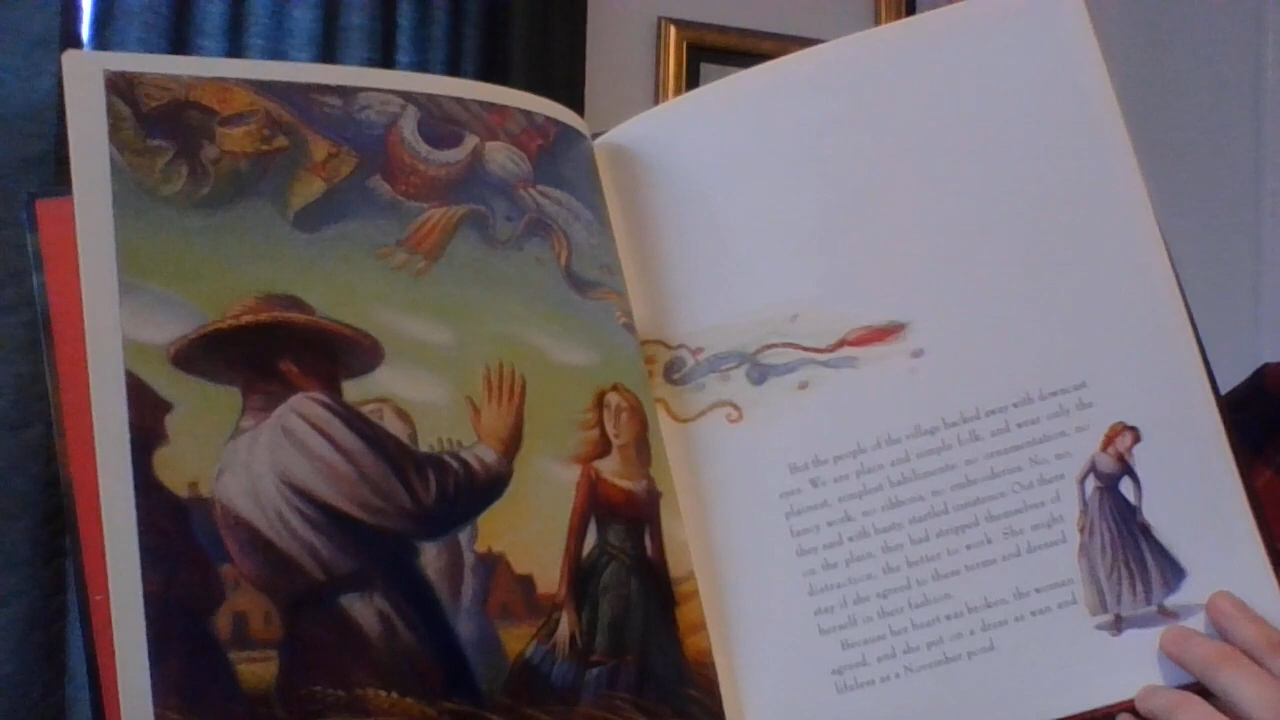 But the people of the village backed away with downcast
eyes. We are plain and simple folk, and wear only the
plainest, simplest habiliments: no ornamentation, no
fancy work, no ribbons, no embroideries. No, no,
they said with hasty, startled insistence. Out there
on the plain, they had stripped themselves of
distraction, the better to work. She might
stay if she agreed to these terms and dressed
herself in their fashion.
Because her heart was broken, the woman
agreed, and she put on a dress as wan and
lifeless as a November pond.